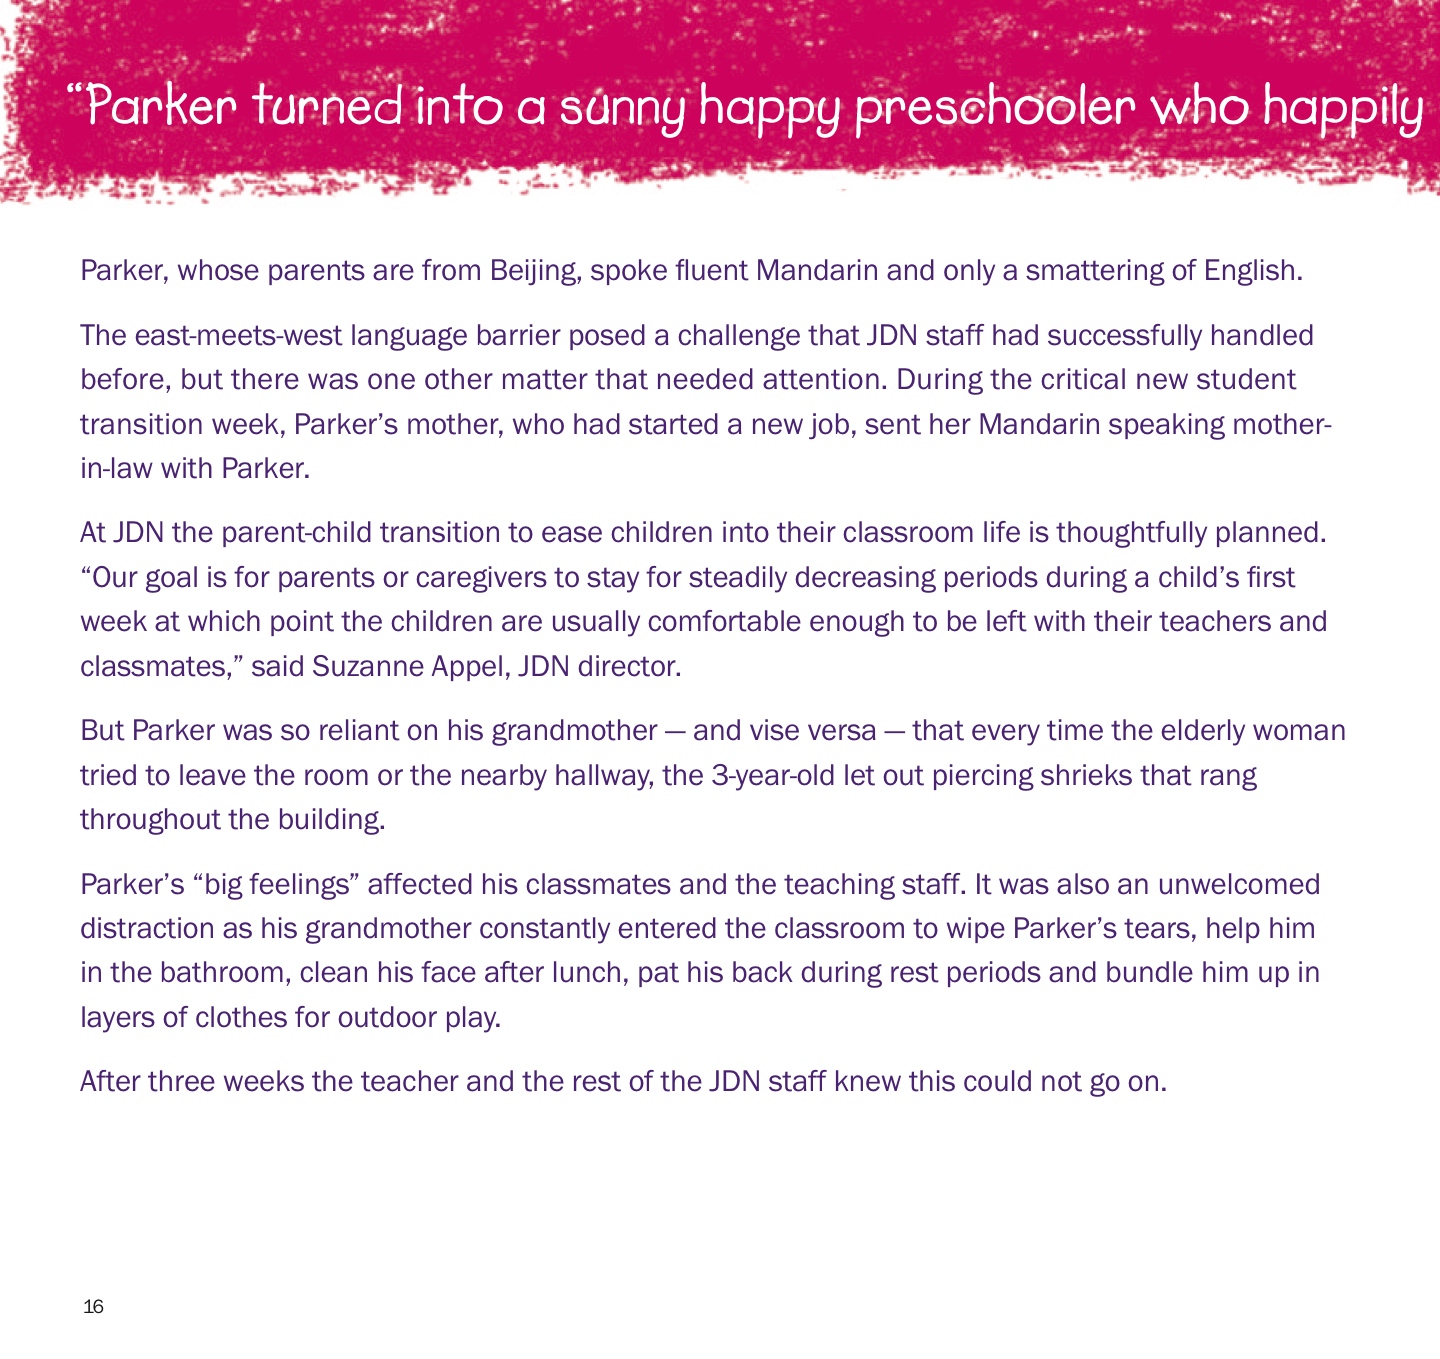 “Parker turned into a sunny happy preschooler who happily
Parker, whose parents are from Beijing, spoke fluent Mandarin and only a smattering of English.
The east-meets-west language barrier posed a challenge that JDN staff had successfully handled
before, but there was one other matter that needed attention. During the critical new student
transition week, Parker’s mother, who had started a new job, sent her Mandarin speaking mother-
in-law with Parker.
At JDN the parent-child transition to ease children into their classroom life is thoughtfully planned.
“Our goal is for parents or caregivers to stay for steadily decreasing periods during a child’s first
week at which point the children are usually comfortable enough to be left with their teachers and
classmates,” said Suzanne Appel, JDN director.
But Parker was so reliant on his grandmother — and vise versa — that every time the elderly woman
tried to leave the room or the nearby hallway, the 3-year-old let out piercing shrieks that rang
throughout the building.
Parker’s “big feelings” affected his classmates and the teaching staff. It was also an unwelcomed
distraction as his grandmother constantly entered the classroom to wipe Parker’s tears, help him
in the bathroom, clean his face after lunch, pat his back during rest periods and bundle him up in
layers of clothes for outdoor play.
After three weeks the teacher and the rest of the JDN staff knew this could not go on.
16